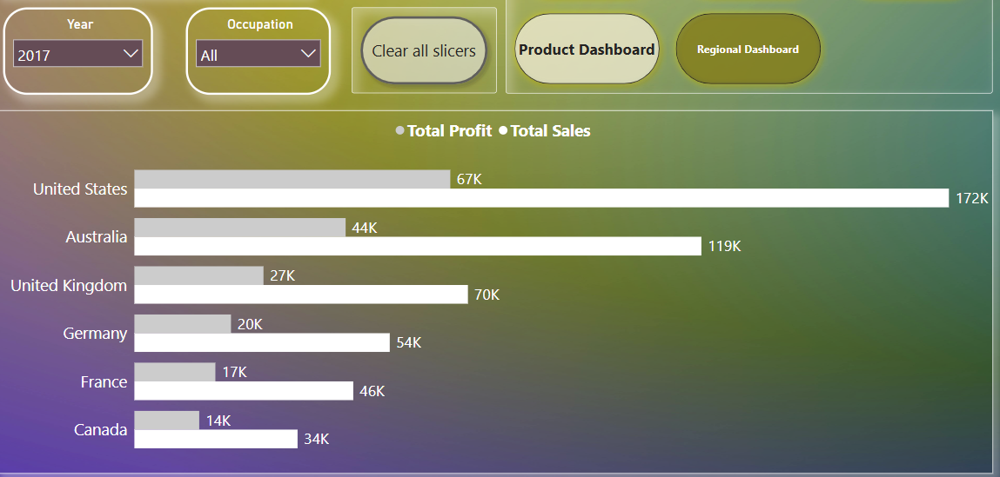 Year
Occupation
2017
All
Clear all slicers
Product Dashboard
Regional Dashboard
Total Profit Total Sales
United States
67K
172K
Australia
44K
119K
United Kingdom
27K
70K
Germany
20K
54K
France
17K
46K
Canada
14K
34K